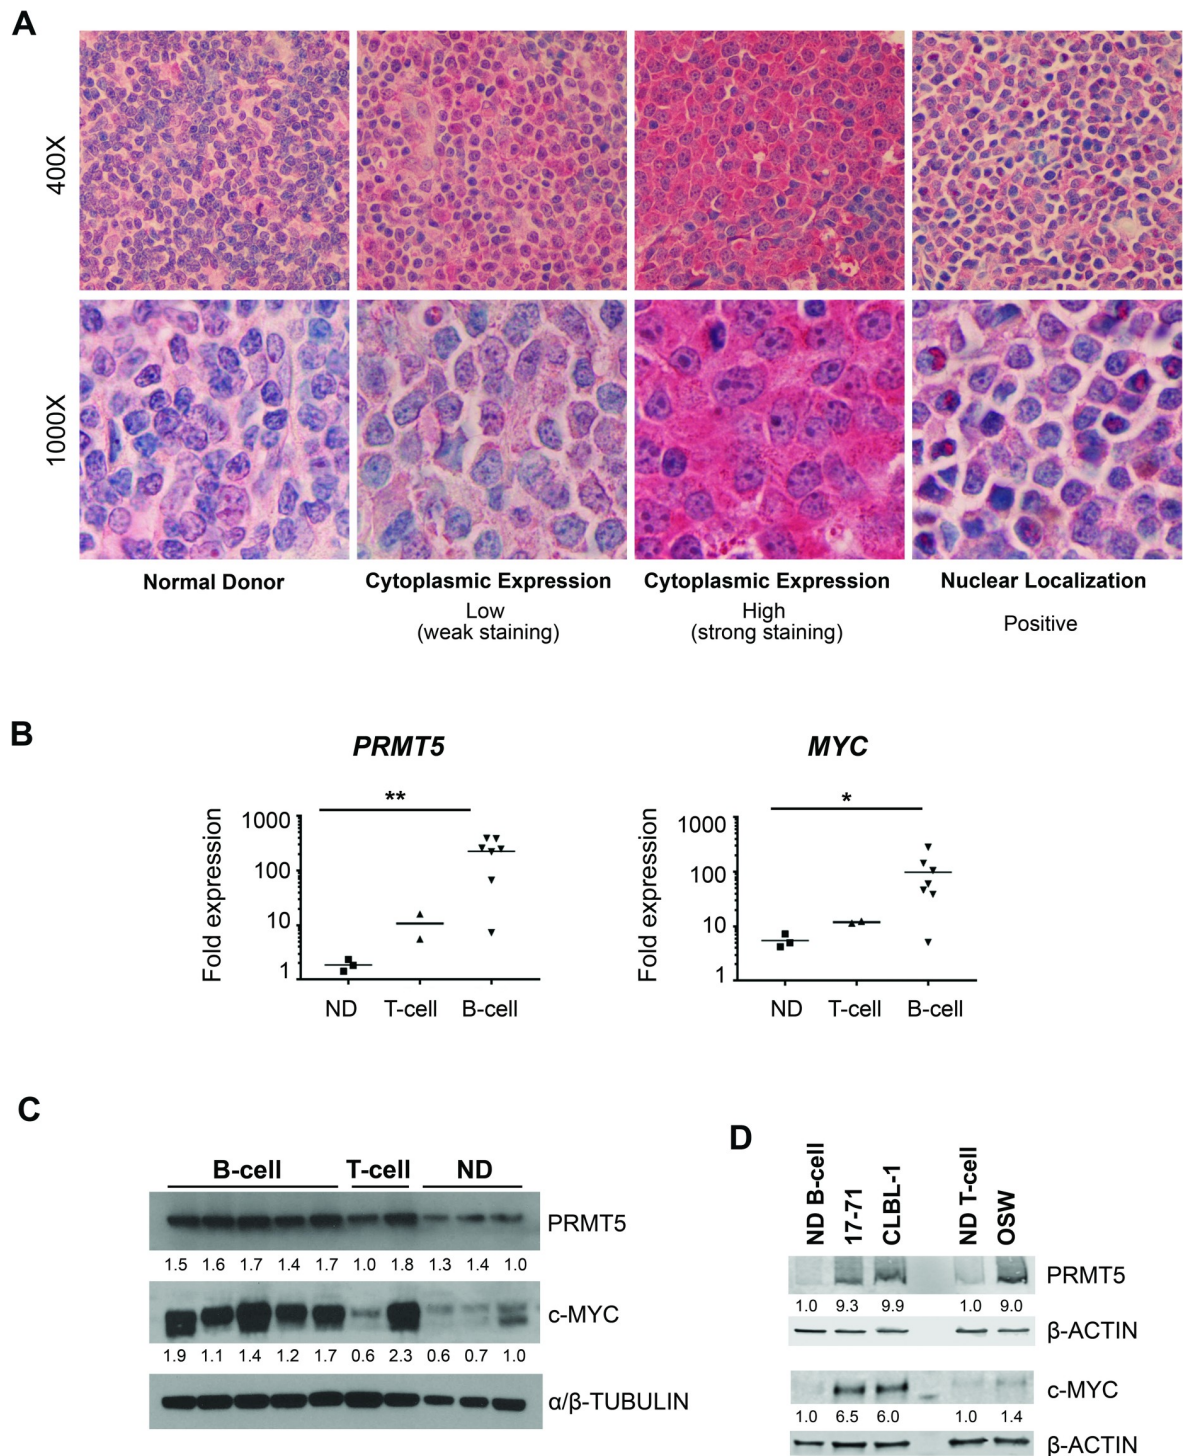 A
400X
1000X
Normal Donor
Cytoplasmic Expression
Low
(weak staining)
Cytoplasmic Expression
High
(strong staining)
Nuclear Localization
Positive
B
PRMT5
**
Fold expression
1000
100
10
1
ND T-cell B-cell
MYC
*
Fold expression
1000
100
10
1
ND T-cell B-cell
C
B-cell T-cell ND
PRMT5
1.5 1.6 1.7 1.4 1.7 1.0 1.8 1.3 1.4 1.0
c-MYC
1.9 1.1 1.4 1.2 1.7 0.6 2.3 0.6 0.7 1.0
α/β-TUBULIN
D
ND B-cell
17-71
CLBL-1
ND T-cell
OSW
PRMT5
1.0 9.3 9.9 1.0 9.0
β-ACTIN
c-MYC
1.0 6.5 6.0 1.0 1.4
β-ACTIN